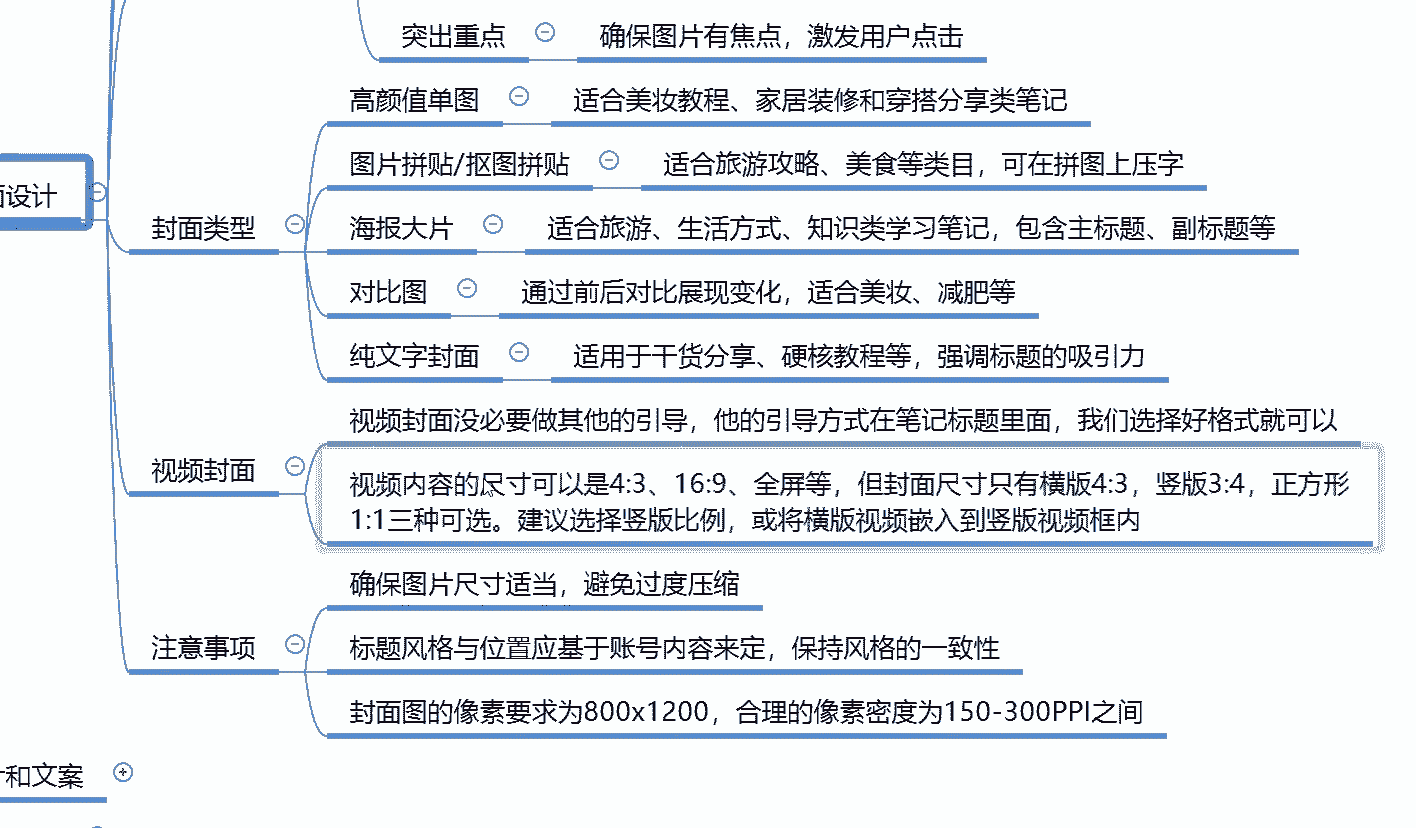 突出重点
确保图片有焦点，激发用户点击
高颜值单图
适合美妆教程、家居装修和穿搭分享类笔记
图片拼贴/抠图拼贴
适合旅游攻略、美食等类目，可在拼图上压字
面设计
封面类型
海报大片
适合旅游、生活方式、知识类学习笔记，包含主标题、副标题等
对比图
通过前后对比展现变化，适合美妆、减肥等
纯文字封面
适用于干货分享、硬核教程等，强调标题的吸引力
视频封面
视频封面没必要做其他的引导，他的引导方式在笔记标题里面，我们选择好格式就可以
视频内容的尺寸可以是4:3、16:9、全屏等，但封面尺寸只有横版4:3，竖版3:4，正方形
1:1三种可选。建议选择竖版比例，或将横版视频嵌入到竖版视频框内
注意事项
确保图片尺寸适当，避免过度压缩
标题风格与位置应基于账号内容来定，保持风格的一致性
封面图的像素要求为800x1200，合理的像素密度为150-300PPI之间
和文案